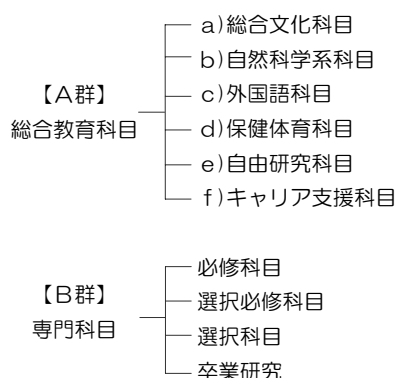 a)総合文化科目
b)自然科学系科目
【A群】
総合教育科目
c)外国語科目
d)保健体育科目
e)自由研究科目
f)キャリア支援科目
【B群】
専門科目
必修科目
選択必修科目
選択科目
卒業研究